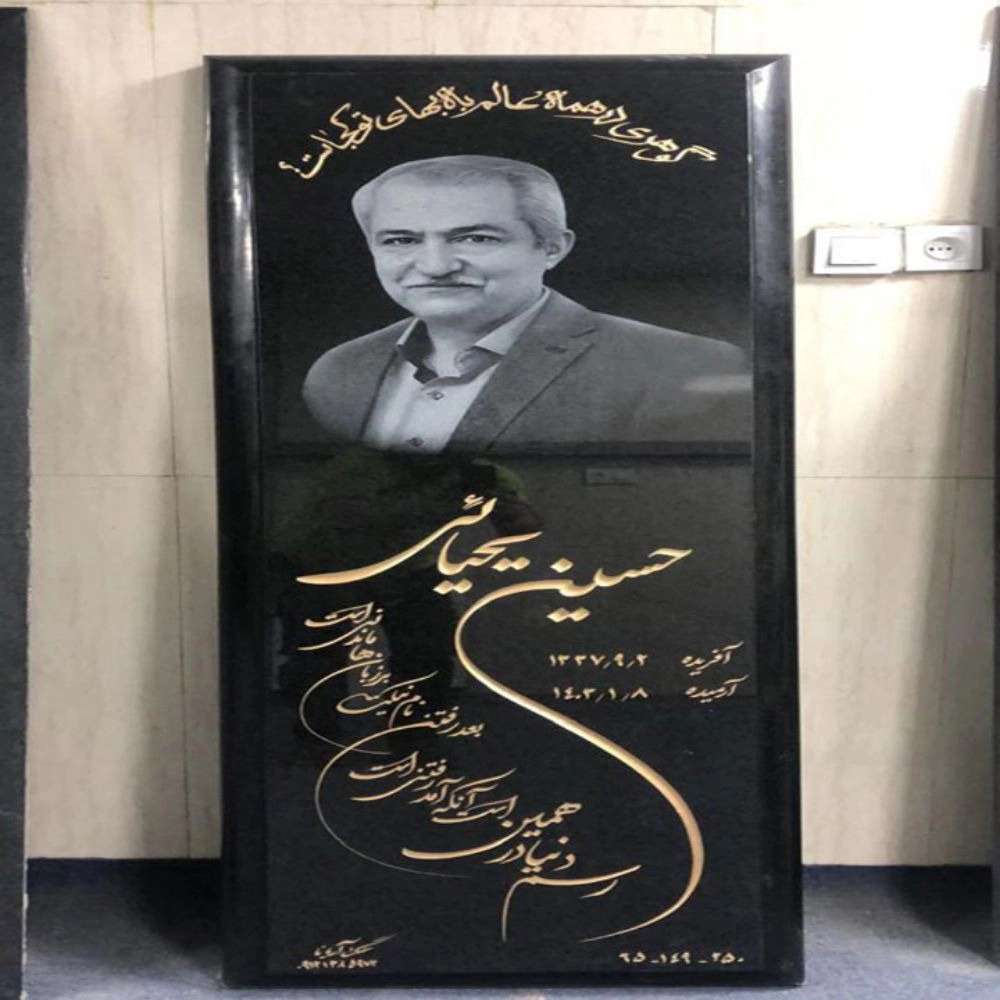 گوهری در همه عالم به بهای تو کجاست؟
حسین یحیائی
آفریده ۱۳۳۷/۹/۲
آرمیده ۱۴۰۳/۱/۸
رسم دنیا در همین است آنکه آمد رفتنی است
بعد رفتن نام نیکت بر زبان ها ماندنی است
۲۵۰ - ۱۴۹ - ۶۵